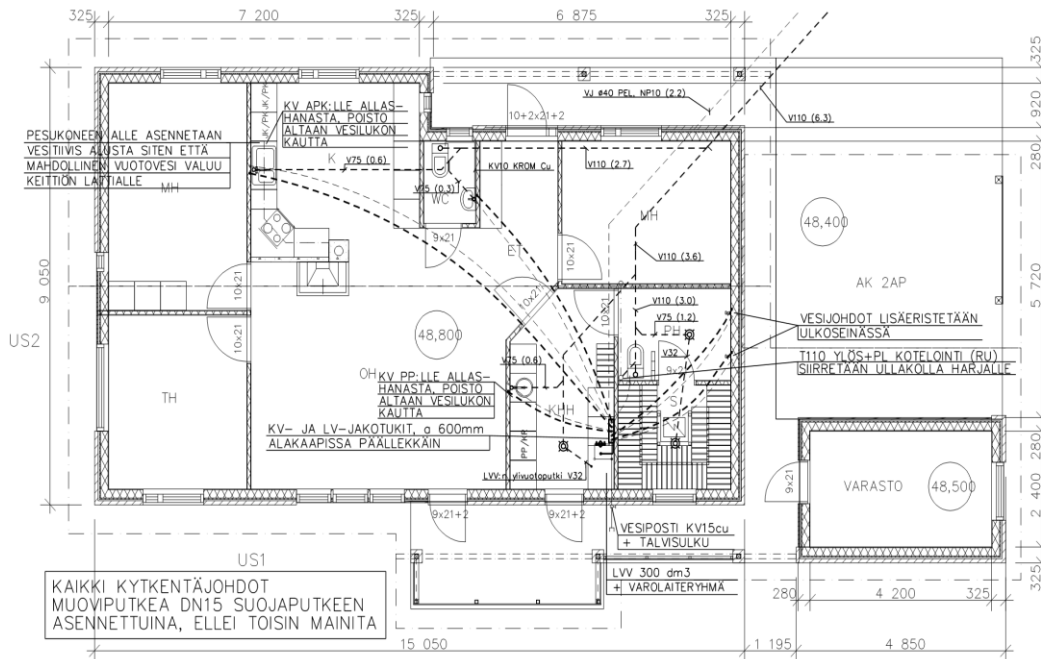 325
7 200
325
6 875
325
325
920
280
5 720
280
2 400
325
9 050
US2
PESUKONEEN ALLE ASENNETAAN
VESITIIVIS ALUSTA SITEN ETTÄ
MAHDOLLINEN VUOTOVESI VALUU
KEITTIÖN LATTIALLE
MH
JK/PK
JK/PK
KV APK:LLE ALLAS-
HANASTA, POISTO
ALTAAN VESILUKON
KAUTTA
K
V75 (0.6)
V75 (0.3)
WC
KV10 KROM Cu
10+2x21+2
V110 (2.7)
VJ ø40 PEL, NP10 (2.2)
V110 (6.3)
MH
ET
9x21
10x21
V110 (3.6)
48,400
AK 2AP
10x21
10x21
10x21
10x21
V110 (3.0)
V75 (1.2)
PH
V32
9x21
VESIJOHDOT LISÄERISTETÄÄN
ULKOSEINÄSSÄ
T110 YLÖS+PL KOTELOINTI (RU)
SIIRRETÄÄN ULLAKOLLA HARJALLE
48,800
TH
OH
V75 (0.6)
KV PP:LLE ALLAS-
HANASTA, POISTO
ALTAAN VESILUKON
KAUTTA
KHH
S
KV- JA LV-JAKOTUKIT, a 600mm
ALAKAAPISSA PÄÄLLEKKÄIN
PP/KR
LVV:n ylivuotoputki V32
9x21
VARASTO
48,500
9x21+2
9x21+2
VESIPOSTI KV15cu
+ TALVISULKU
US1
LVV 300 dm3
+ VAROLAITERYHMÄ
KAIKKI KYTKENTÄJOHDOT
MUOVIPUTKEA DN15 SUOJAPUTKEEN
ASENNETTUINA, ELLEI TOISIN MAINITA
280
4 200
325
15 050
1 195
4 850